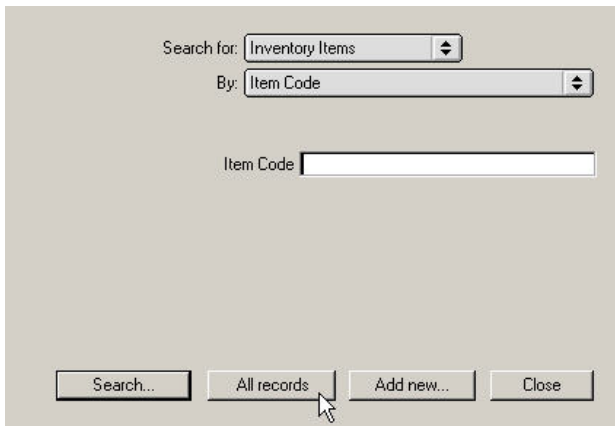 Search for: Inventory Items
By: Item Code
Item Code
Search... All records Add new... Close